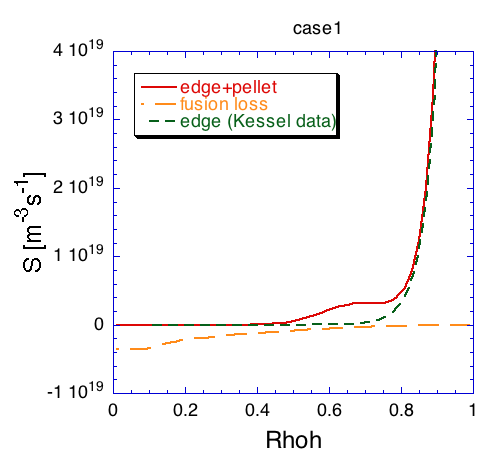 case1
4 10^19
3 10^19
2 10^19
1 10^19
0
-1 10^19
S [m^-3 s^-1]
edge+pellet
fusion loss
edge (Kessel data)
0 0.2 0.4 0.6 0.8 1
Rhoh